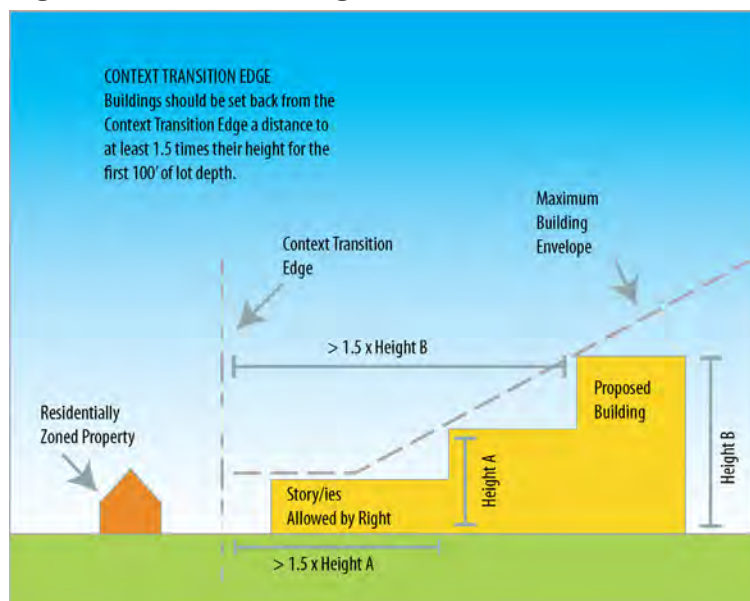 CONTEXT TRANSITION EDGE
Buildings should be set back from the
Context Transition Edge a distance to
at least 1.5 times their height for the
first 100' of lot depth.
Maximum
Building
Envelope
Context Transition
Edge
> 1.5 x Height B
Proposed
Building
Residentially
Zoned Property
Height A
Height B
Story/ies
Allowed by Right
> 1.5 x Height A